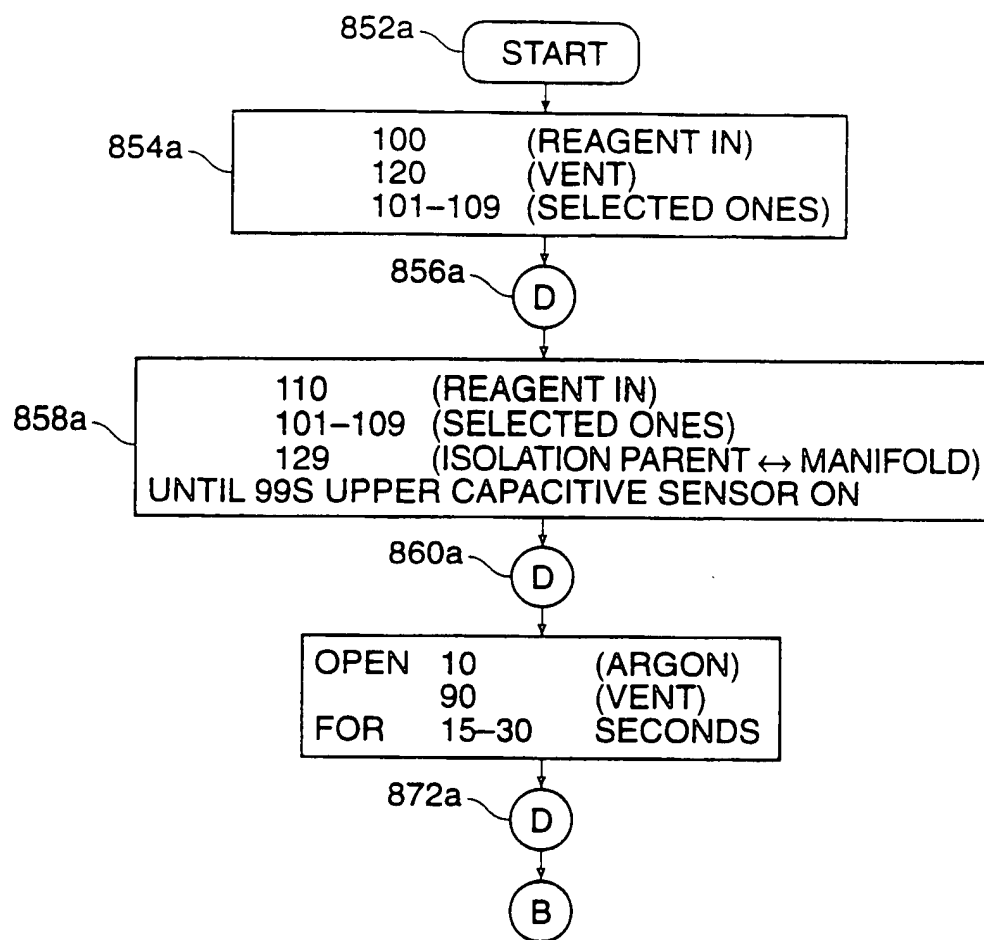 852a
START
854a
100 (REAGENT IN)
120 (VENT)
101–109 (SELECTED ONES)
856a
D
858a
110 (REAGENT IN)
101–109 (SELECTED ONES)
129 (ISOLATION PARENT ↔ MANIFOLD)
UNTIL 99S UPPER CAPACITIVE SENSOR ON
860a
D
OPEN 10 (ARGON)
90 (VENT)
FOR 15–30 SECONDS
872a
D
B